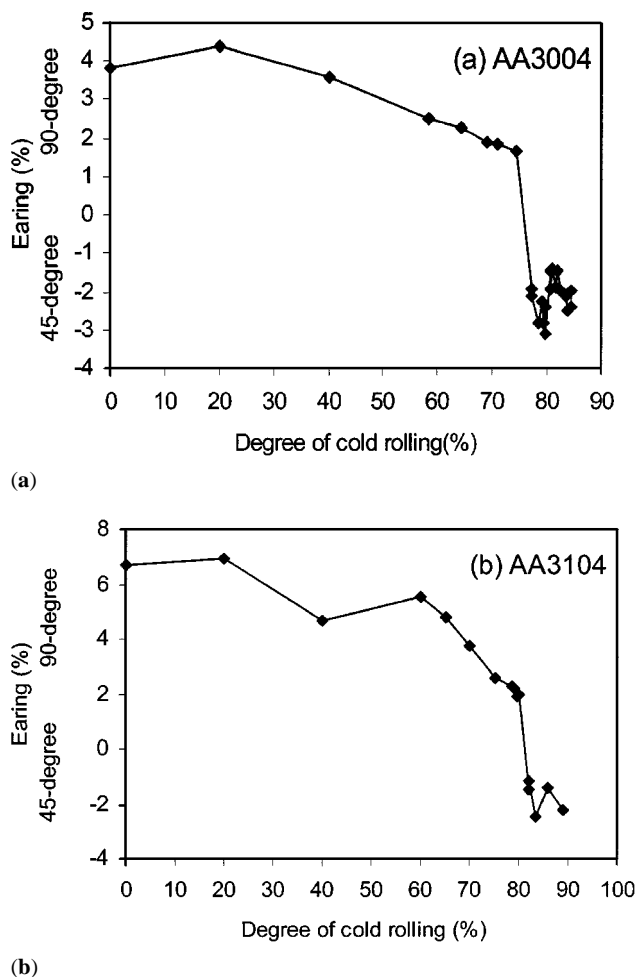 (a) AA3004
5
4
3
2
1
0
-1
-2
-3
-4
Earing (%)
45-degree 90-degree
0 10 20 30 40 50 60 70 80 90
Degree of cold rolling(%)
(a)
(b) AA3104
8
6
4
2
0
-2
-4
Earing (%)
45-degree 90-degree
0 10 20 30 40 50 60 70 80 90 100
Degree of cold rolling (%)
(b)